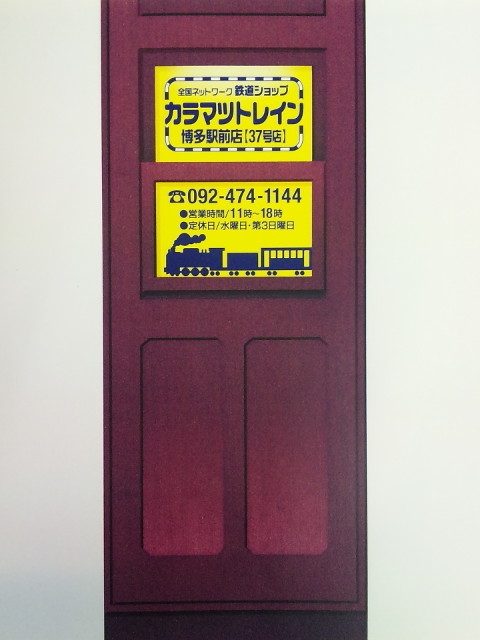 全国ネットワーク 鉄道ショップ
カラマツトレイン
博多駅前店【37号店】
☎092-474-1144
●営業時間/11時~18時
●定休日/水曜日・第3日曜日